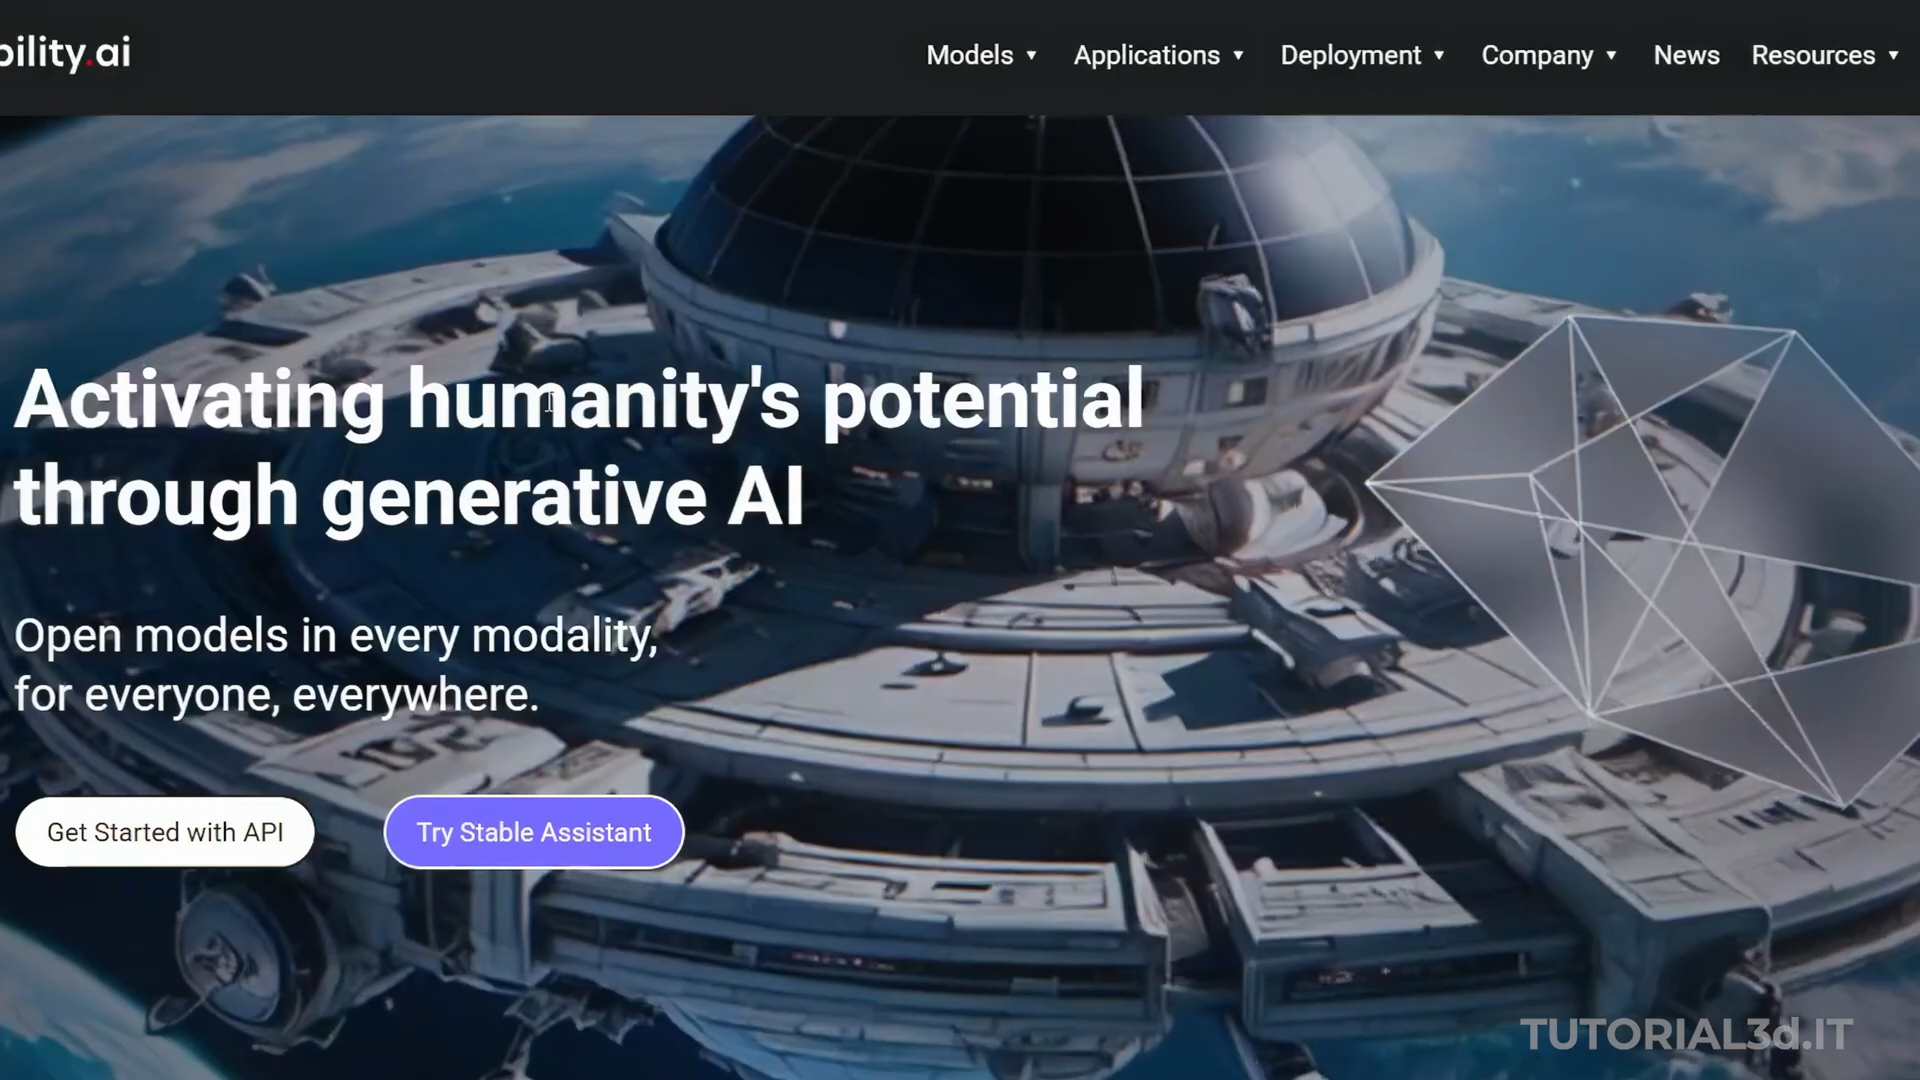 bility.ai
Models ▼ Applications ▼ Deployment ▼ Company ▼ News Resources ▼
Activating humanity's potential
through generative AI
Open models in every modality,
for everyone, everywhere.
Get Started with API
Try Stable Assistant
TUTORIAL3d.IT